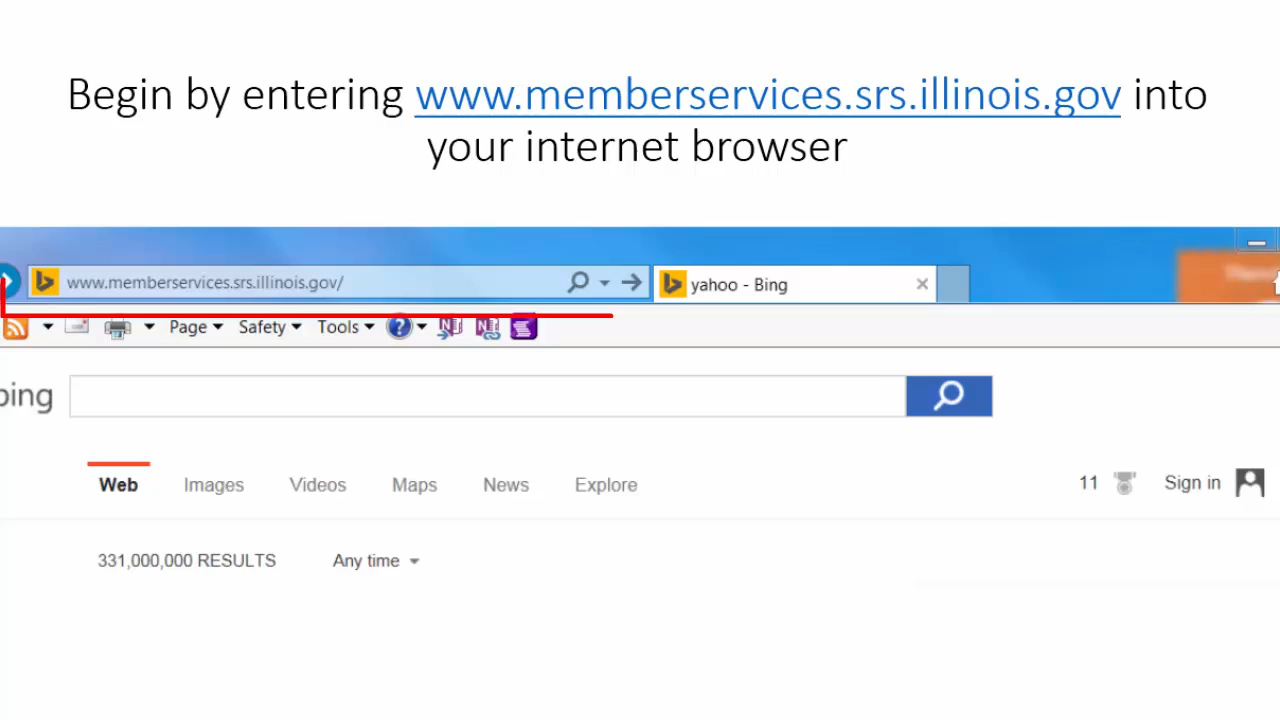 Begin by entering www.memberservices.srs.illinois.gov into
your internet browser
www.memberservices.srs.illinois.gov/
yahoo - Bing
Page Safety Tools
bing
Web Images Videos Maps News Explore
11 Sign in
331,000,000 RESULTS Any time